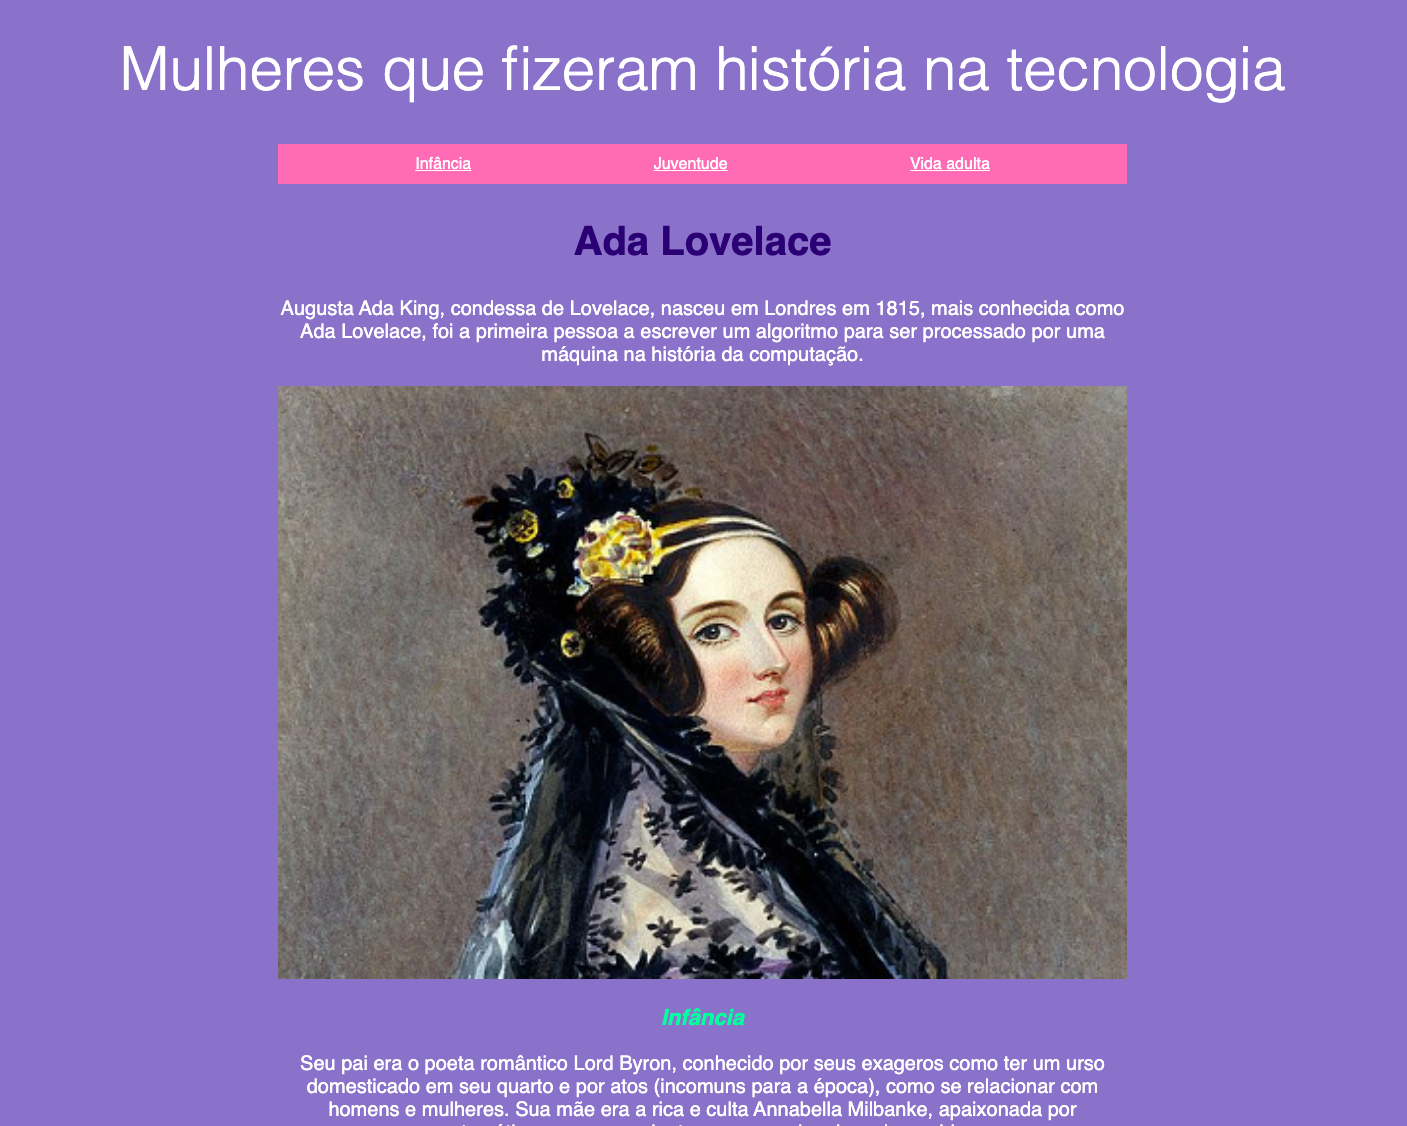 Mulheres que fizeram história na tecnologia
Infância
Juventude
Vida adulta
Ada Lovelace
Augusta Ada King, condessa de Lovelace, nasceu em Londres em 1815, mais conhecida como
Ada Lovelace, foi a primeira pessoa a escrever um algoritmo para ser processado por uma
máquina na história da computação.
Infância
Seu pai era o poeta romântico Lord Byron, conhecido por seus exageros como ter um urso
domesticado em seu quarto e por atos (incomuns para a época), como se relacionar com
homens e mulheres. Sua mãe era a rica e culta Annabella Milbanke, apaixonada por